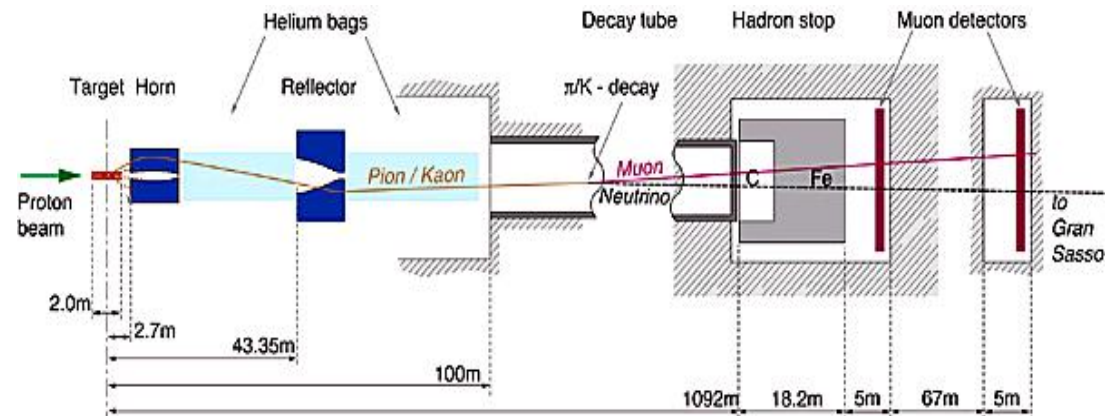 Helium bags
Decay tube
Hadron stop
Muon detectors
Target Horn
Reflector
π/K - decay
Proton
beam
Pion / Kaon
Muon
Neutrino
C
Fe
to
Gran
Sasso
2.0m
2.7m
43.35m
100m
1092m
18.2m
5m
67m
5m